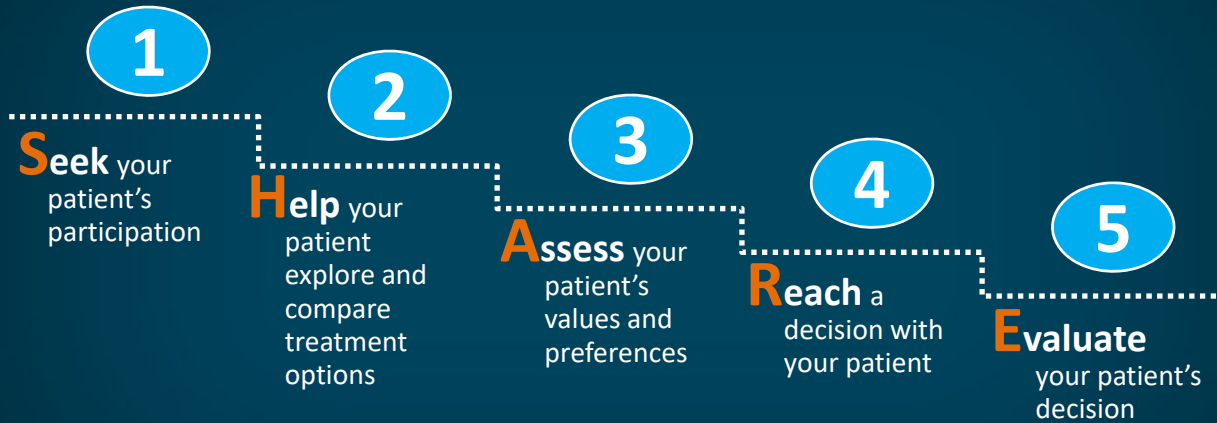 1
Seek your
patient's
participation
2
Help your
patient
explore and
compare
treatment
options
3
Assess your
patient's
values and
preferences
4
Reach a
decision with
your patient
5
Evaluate
your patient's
decision